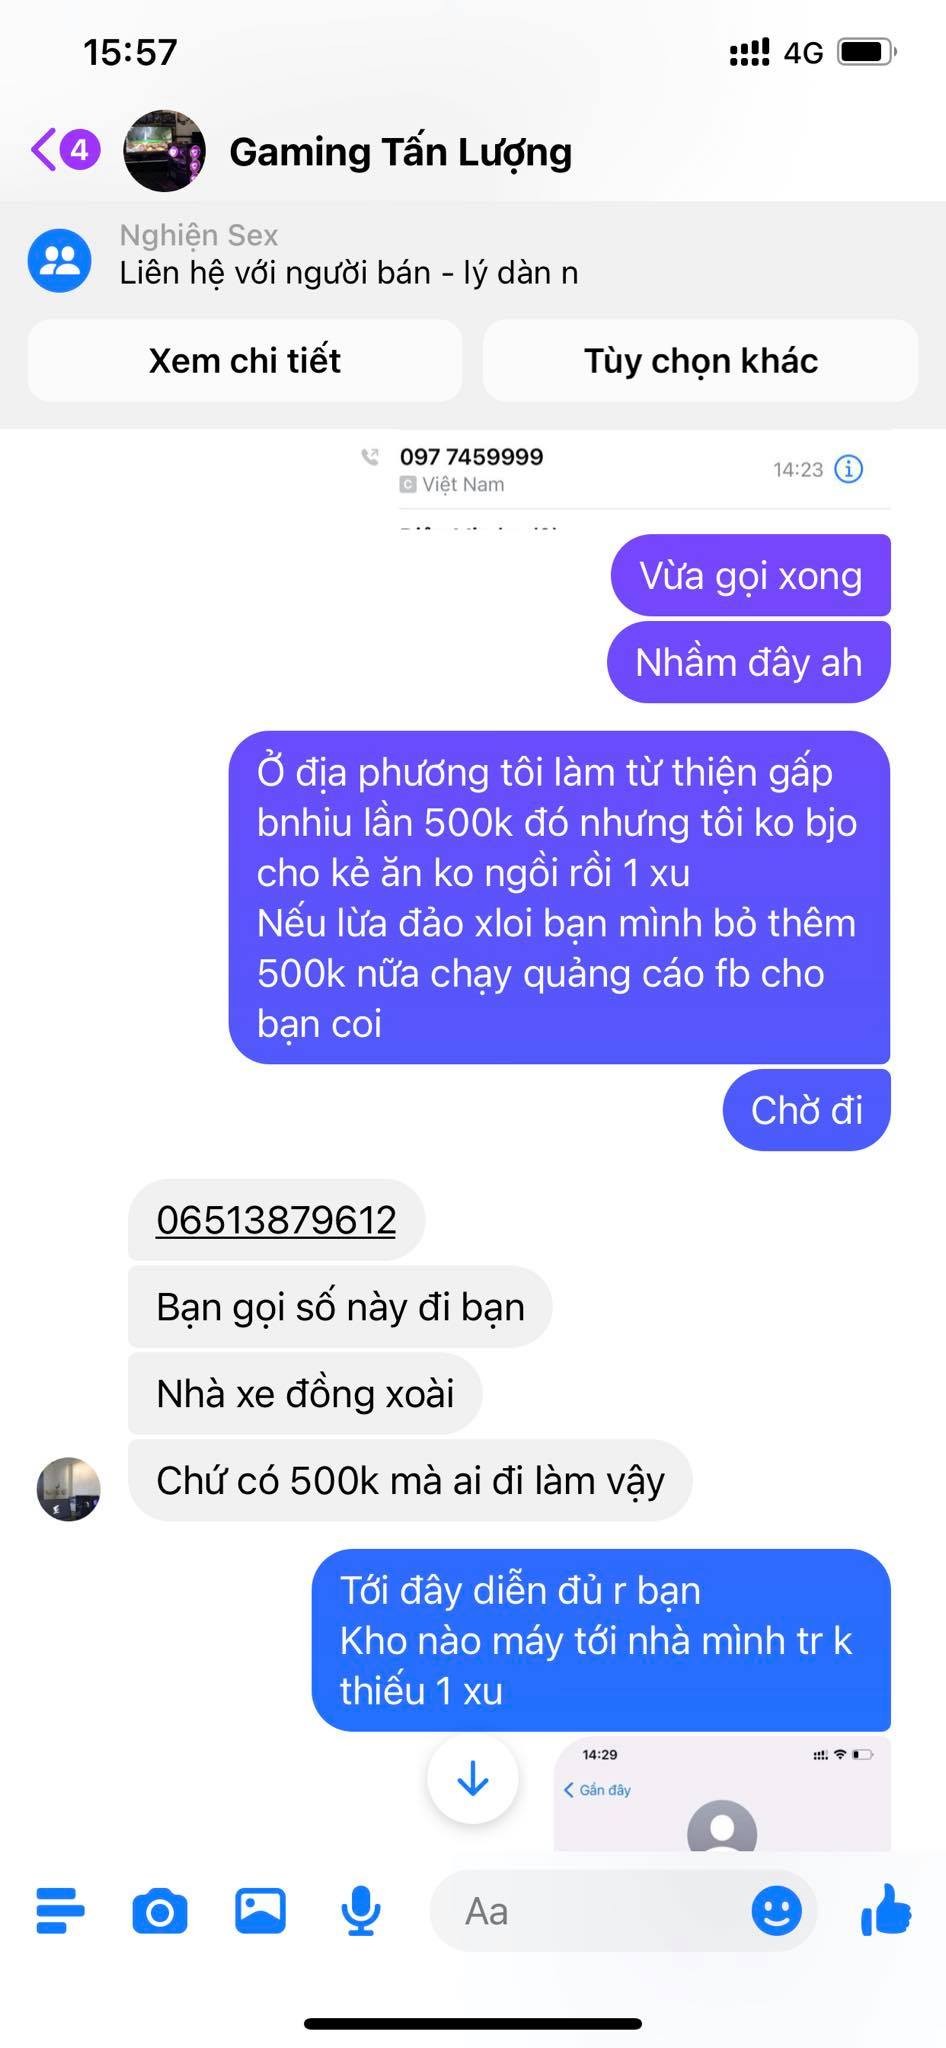 15:57
4G
4
Gaming Tấn Lượng
Nghiện Sex
Liên hệ với người bán - lý dàn n
Xem chi tiết
Tùy chọn khác
097 7459999
14:23
C Việt Nam
Vừa gọi xong
Nhầm đây ah
Ở địa phương tôi làm từ thiện gấp
bnhiu lần 500k đó nhưng tôi ko bjo
cho kẻ ăn ko ngồi rồi 1 xu
Nếu lừa đảo xloi bạn mình bỏ thêm
500k nữa chạy quảng cáo fb cho
bạn coi
Chờ đi
06513879612
Bạn gọi số này đi bạn
Nhà xe đồng xoài
Chứ có 500k mà ai đi làm vậy
Tới đây diễn đủ r bạn
Kho nào máy tới nhà mình tr k
thiếu 1 xu
14:29
Gần đây
Aa